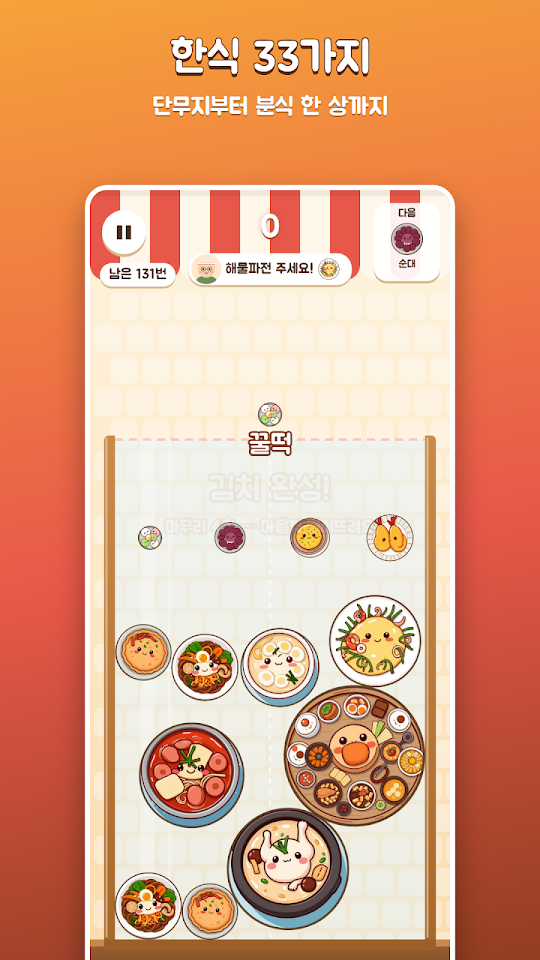 한식 33가지
단무지부터 분식 한 상까지
0
다음
순대
남은 131번
해물파전 주세요!
꿀떡
김치 완성!